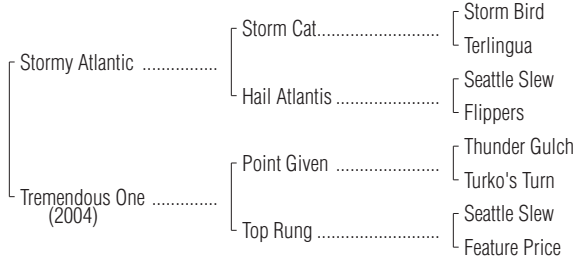 Storm Bird
Storm Cat..............................
Terlingua
Stormy Atlantic ...............
Seattle Slew
Hail Atlantis .........................
Flippers
Thunder Gulch
Point Given .........................
Turko's Turn
Tremendous One .............
(2004)
Seattle Slew
Top Rung ..............................
Feature Price